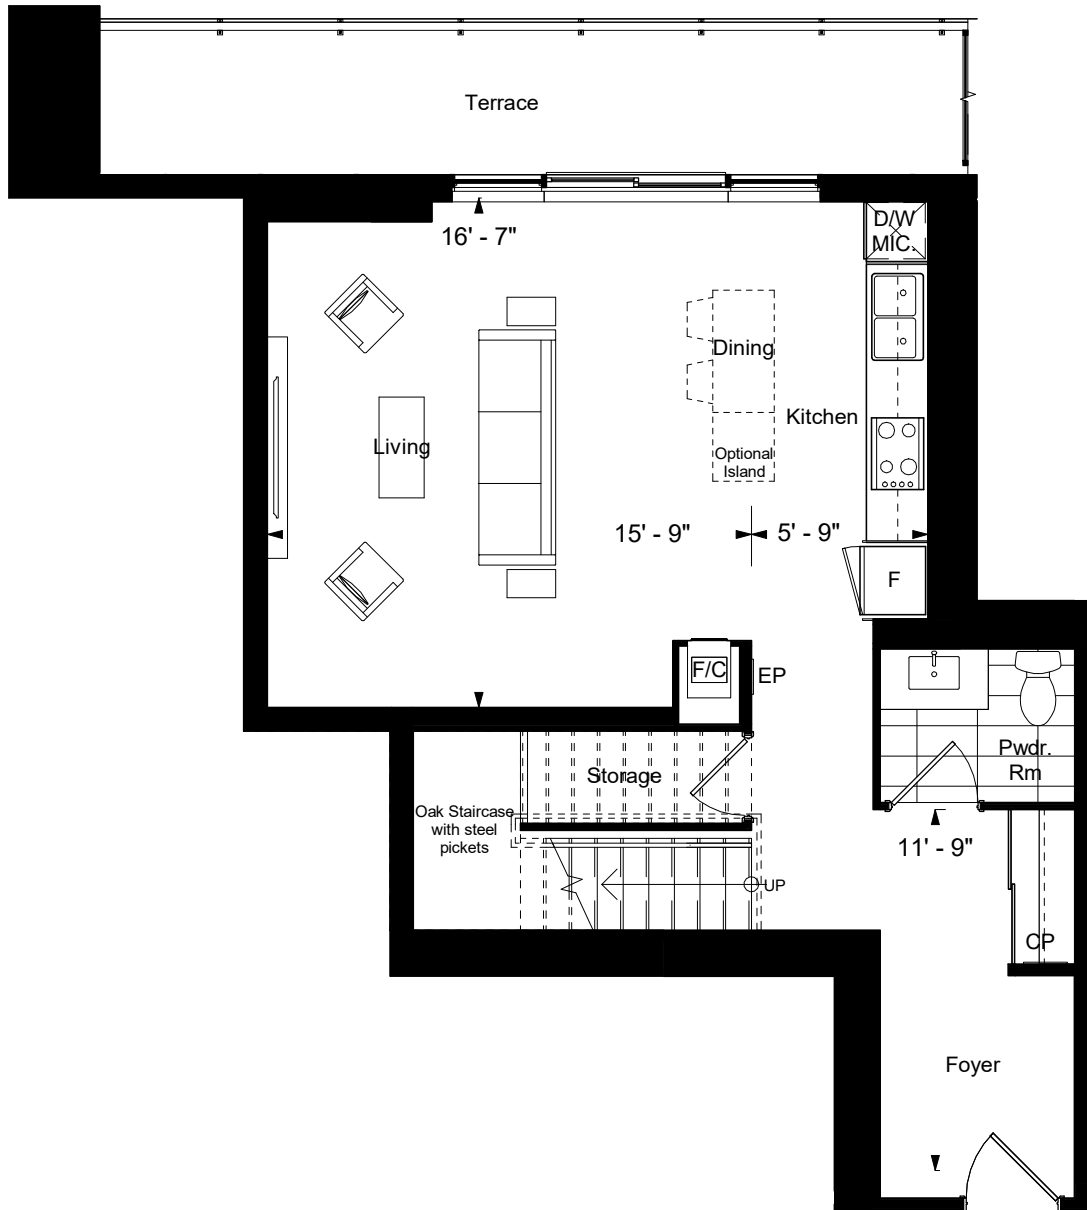 Terrace
D/W
MIC.
16' - 7"
Dining
Kitchen
Living
Optional
Island
15' - 9"
5' - 9"
F
F/C
EP
Pwdr.
Rm
Storage
Oak Staircase
with steel
pickets
11' - 9"
UP
CP
Foyer